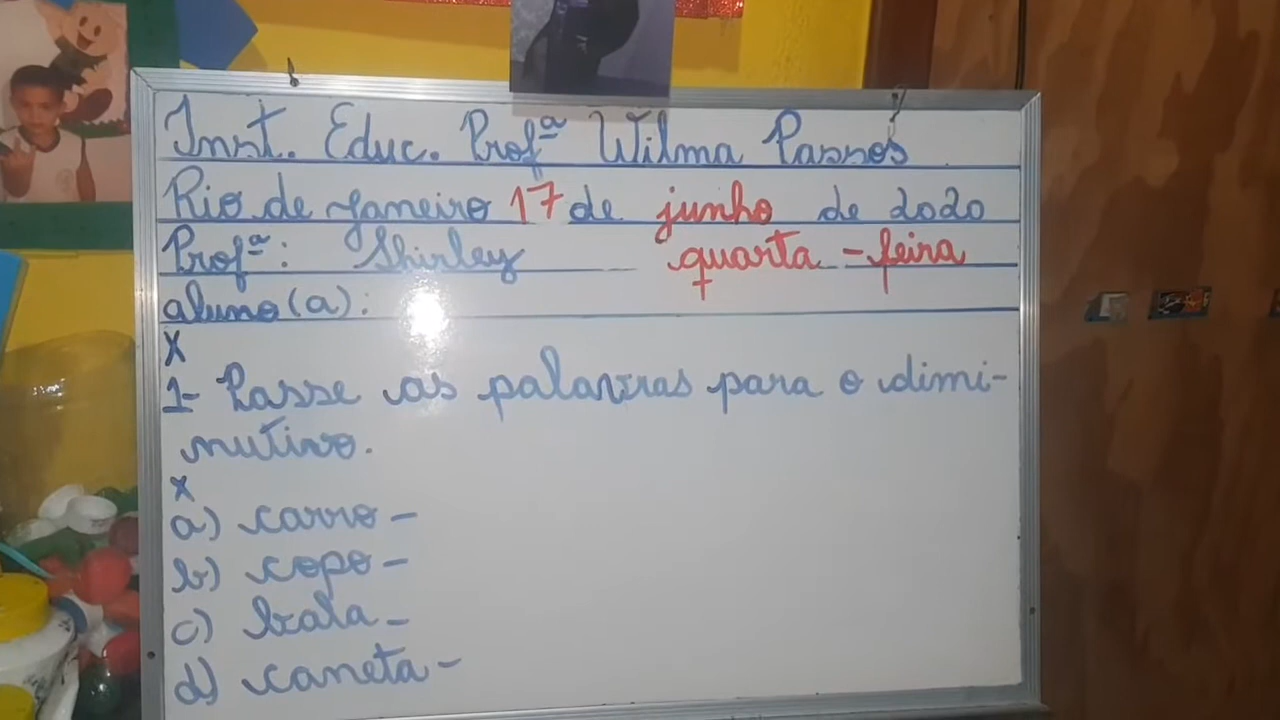 Inst. Educ. Profª Wilma Passos
Rio de Janeiro 17 de junho de 2020
Profª: Shirley quarta-feira
aluno(a):
X
1- Passe as palavras para o dimi-
nutivo.
x
a) carro-
b) copo-
c) bala-
d) caneta-